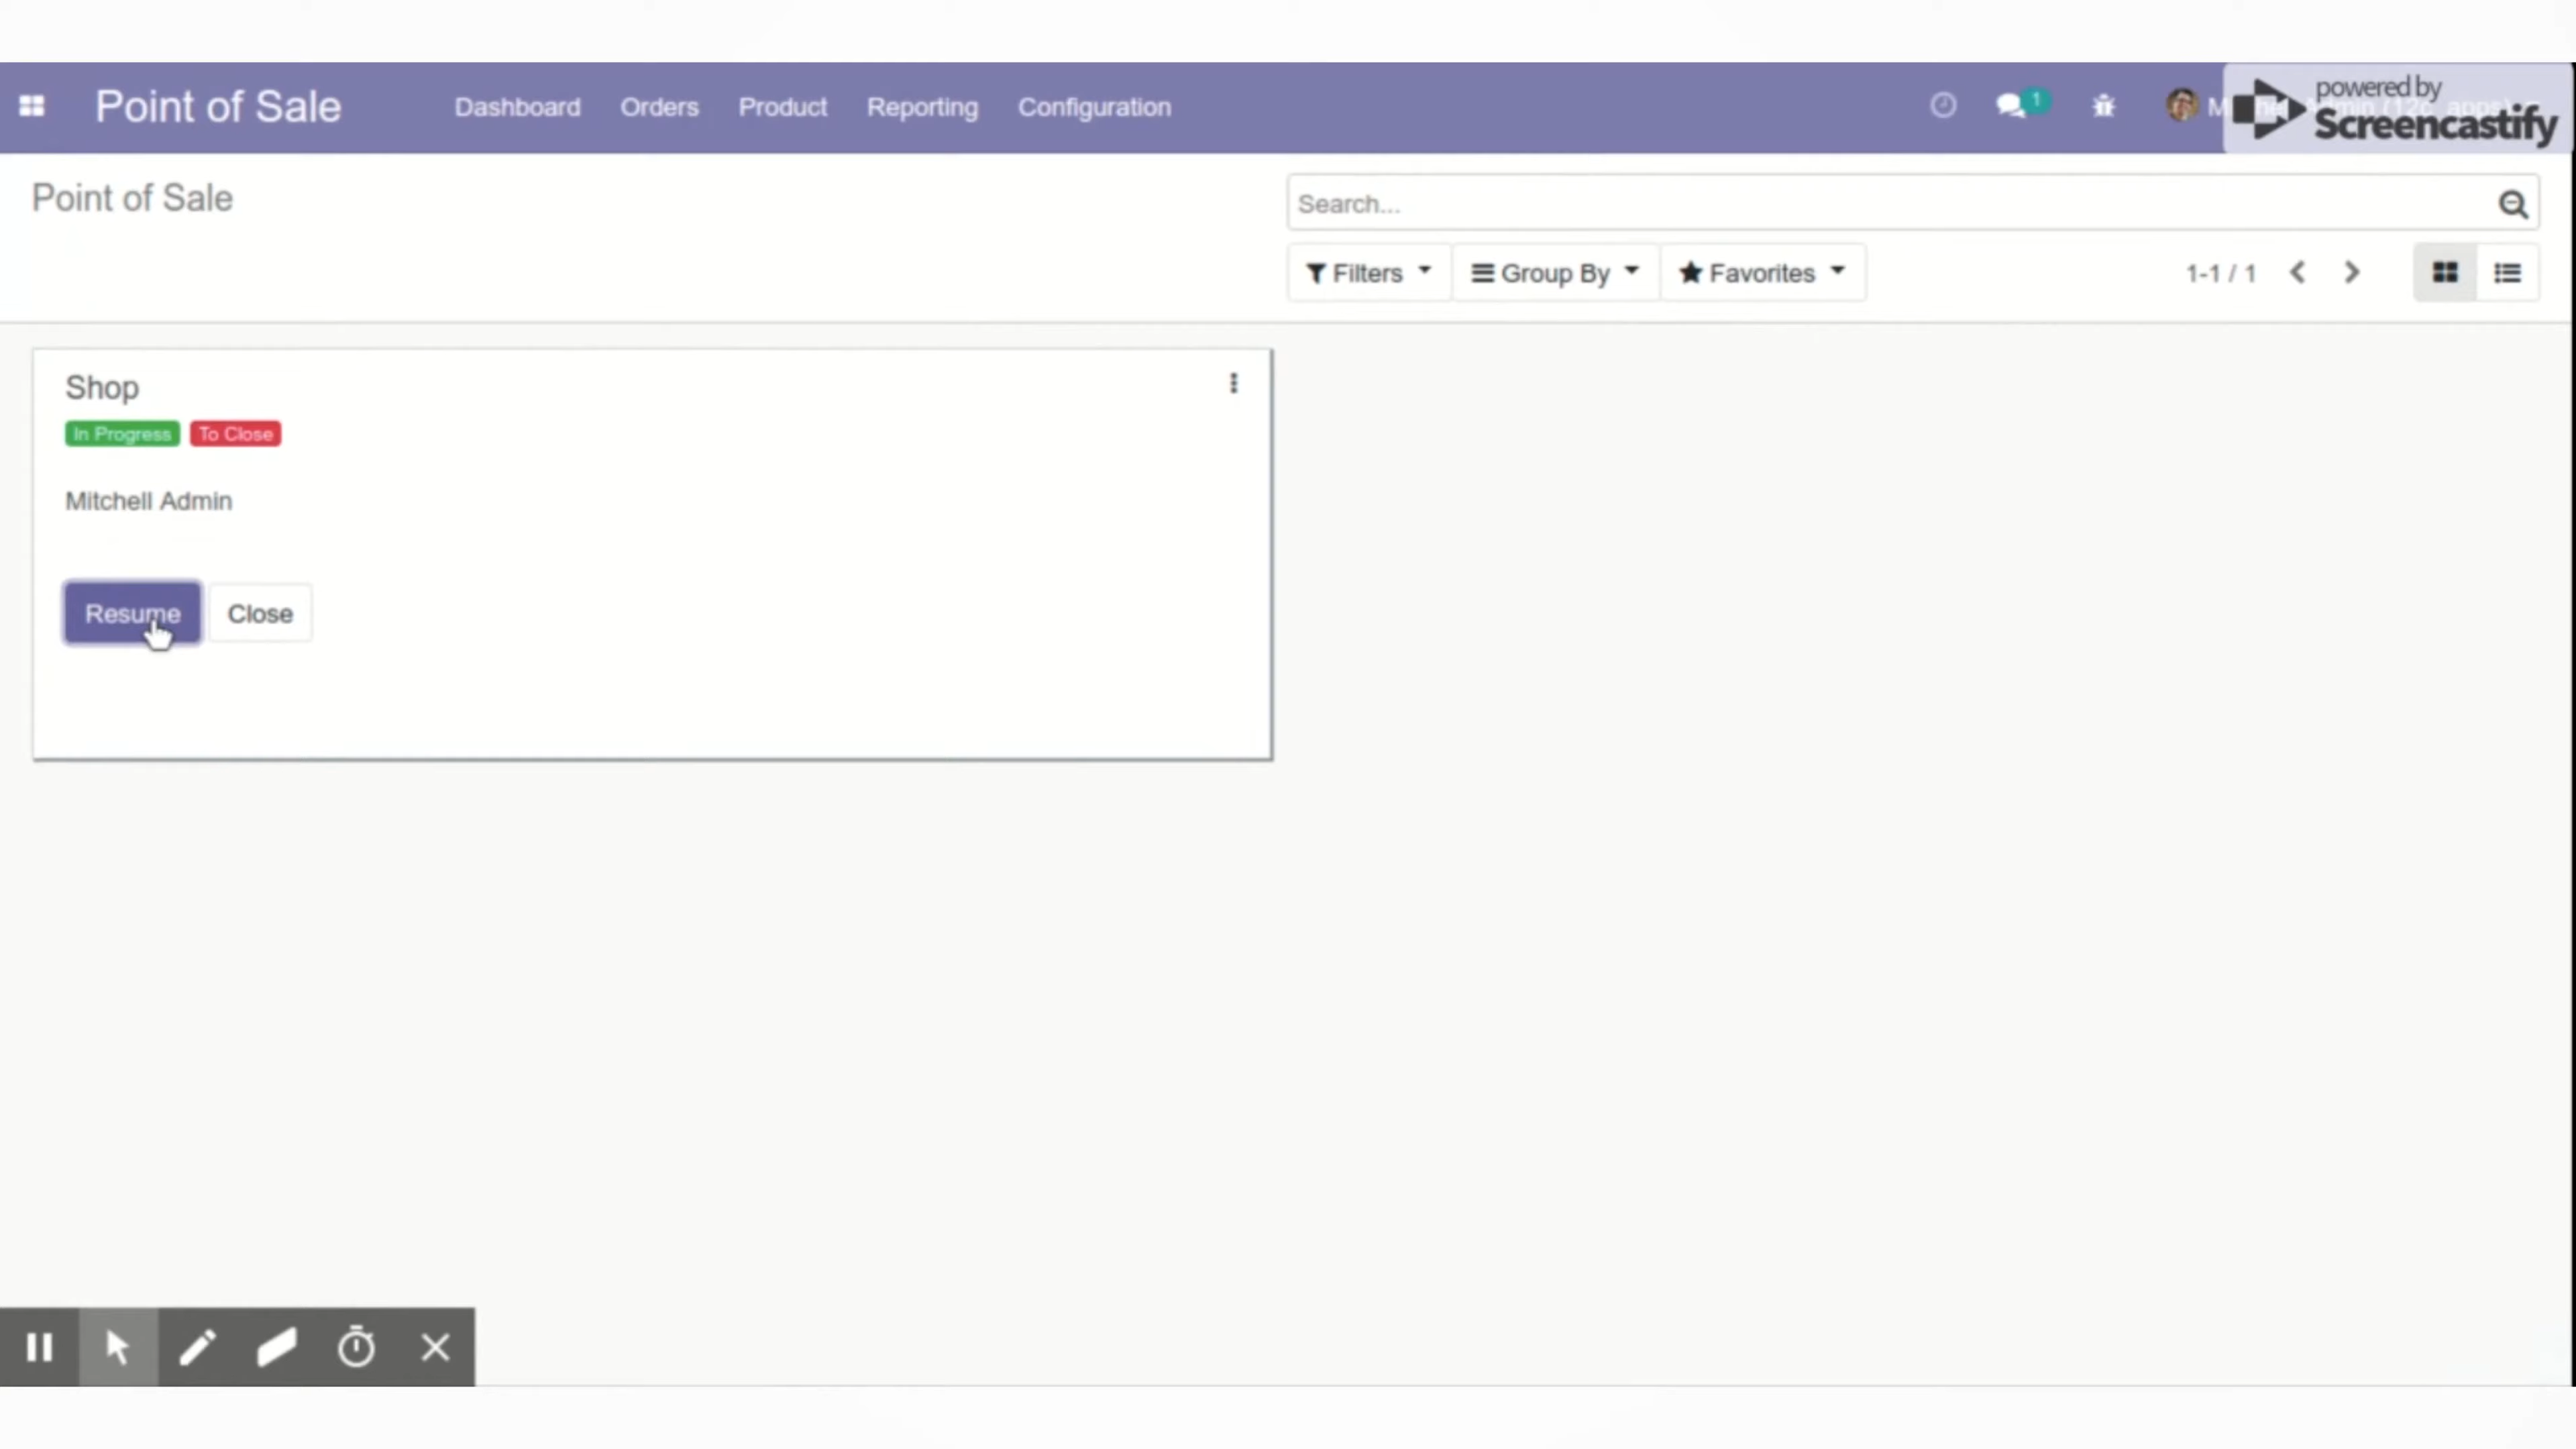 Point of Sale
Dashboard
Orders
Product
Reporting
Configuration
1
powered by
Screencastify
Point of Sale
Search...
Filters
Group By
Favorites
1-1 / 1
Shop
In Progress
To Close
Mitchell Admin
Resume
Close